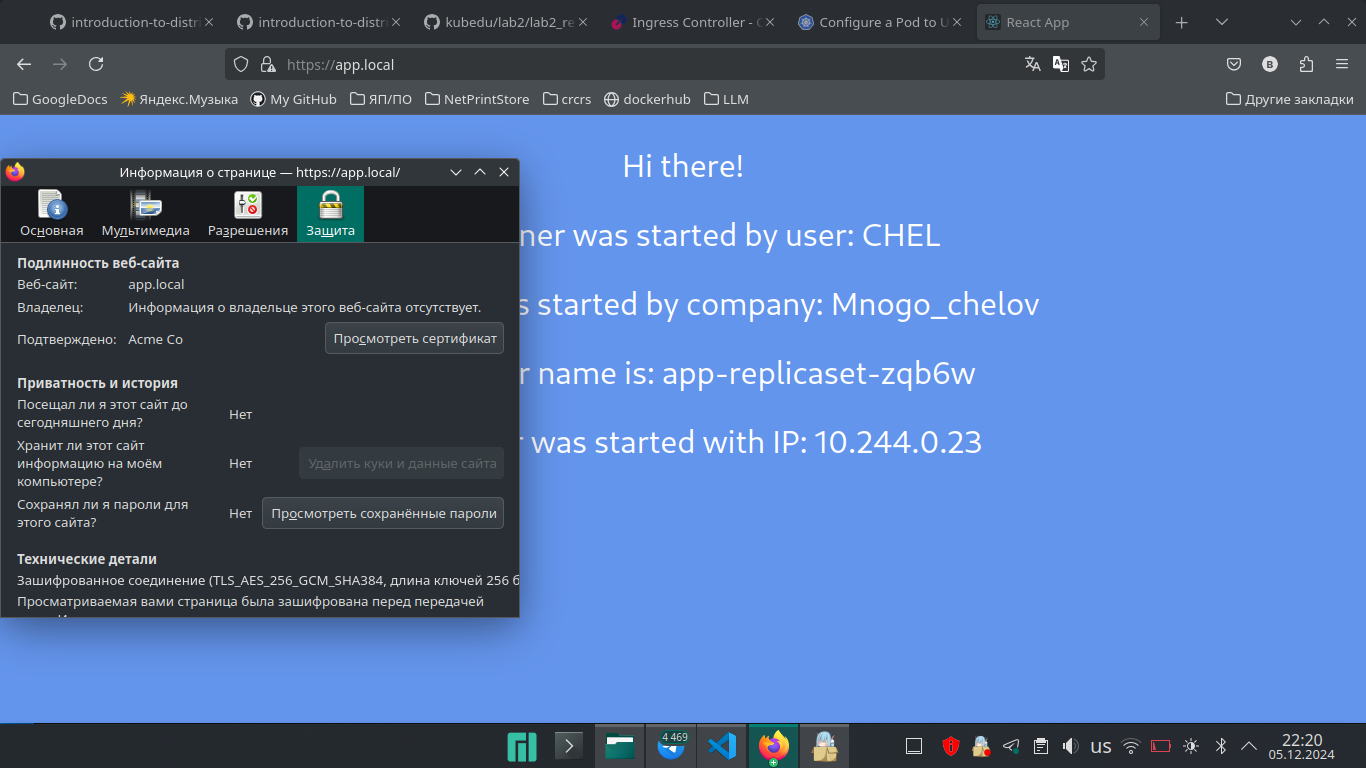 introduction-to-distri
introduction-to-distri
kubedu/lab2/lab2_re
Ingress Controller - C
Configure a Pod to U
React App
https://app.local
B
GoogleDocs
Яндекс.Музыка
My GitHub
ЯП/ПО
NetPrintStore
crcrs
dockerhub
LLM
Другие закладки
Hi there!
ner was started by user: CHEL
s started by company: Mnogo_chelov
r name is: app-replicaset-zqb6w
r was started with IP: 10.244.0.23
Информация о странице — https://app.local/
Основная
Мультимедиа
Разрешения
Защита
Подлинность веб-сайта
Веб-сайт: app.local
Владелец: Информация о владельце этого веб-сайта отсутствует.
Подтверждено: Acme Co
Просмотреть сертификат
Приватность и история
Посещал ли я этот сайт до
сегодняшнего дня?
Нет
Хранит ли этот сайт
информацию на моём
компьютере?
Нет
Удалить куки и данные сайта
Сохранял ли я пароли для
этого сайта?
Нет
Просмотреть сохранённые пароли
Технические детали
Зашифрованное соединение (TLS_AES_256_GCM_SHA384, длина ключей 256 б
Просматриваемая вами страница была зашифрована перед передачей
4 469
us
22:20
05.12.2024